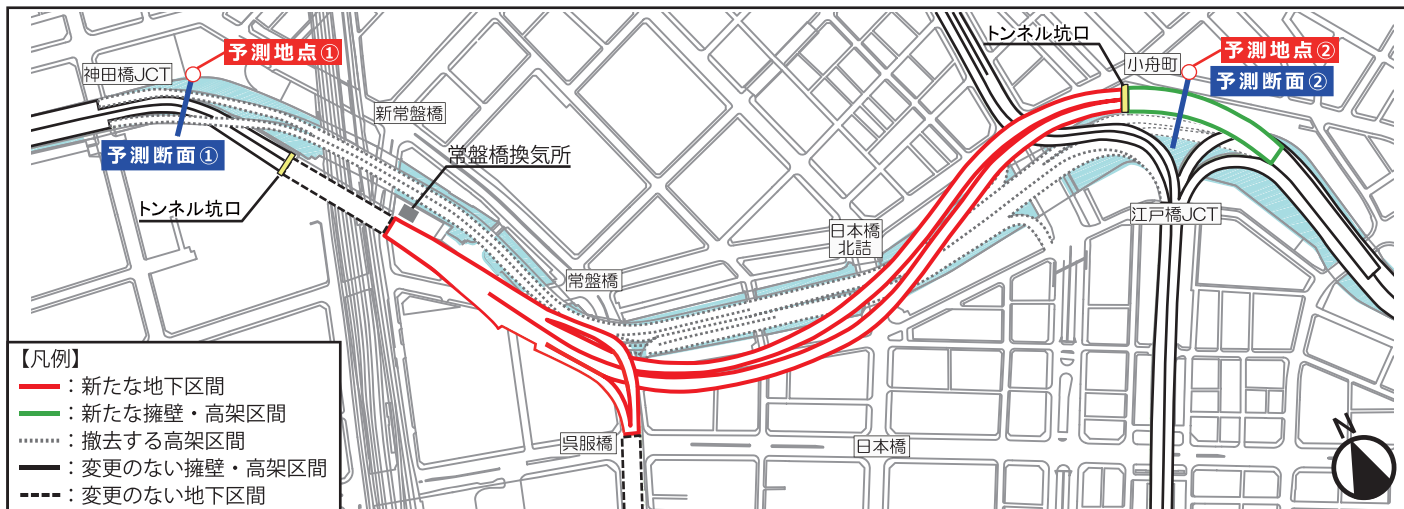 予測地点①
神田橋JCT
予測断面①
トンネル坑口
新常盤橋
常盤橋換気所
常盤橋
呉服橋
日本橋
北詰
日本橋
トンネル坑口
小舟町
予測地点②
予測断面②
江戸橋JCT
N
【凡例】
：新たな地下区間
：新たな擁壁・高架区間
：撤去する高架区間
：変更のない擁壁・高架区間
：変更のない地下区間